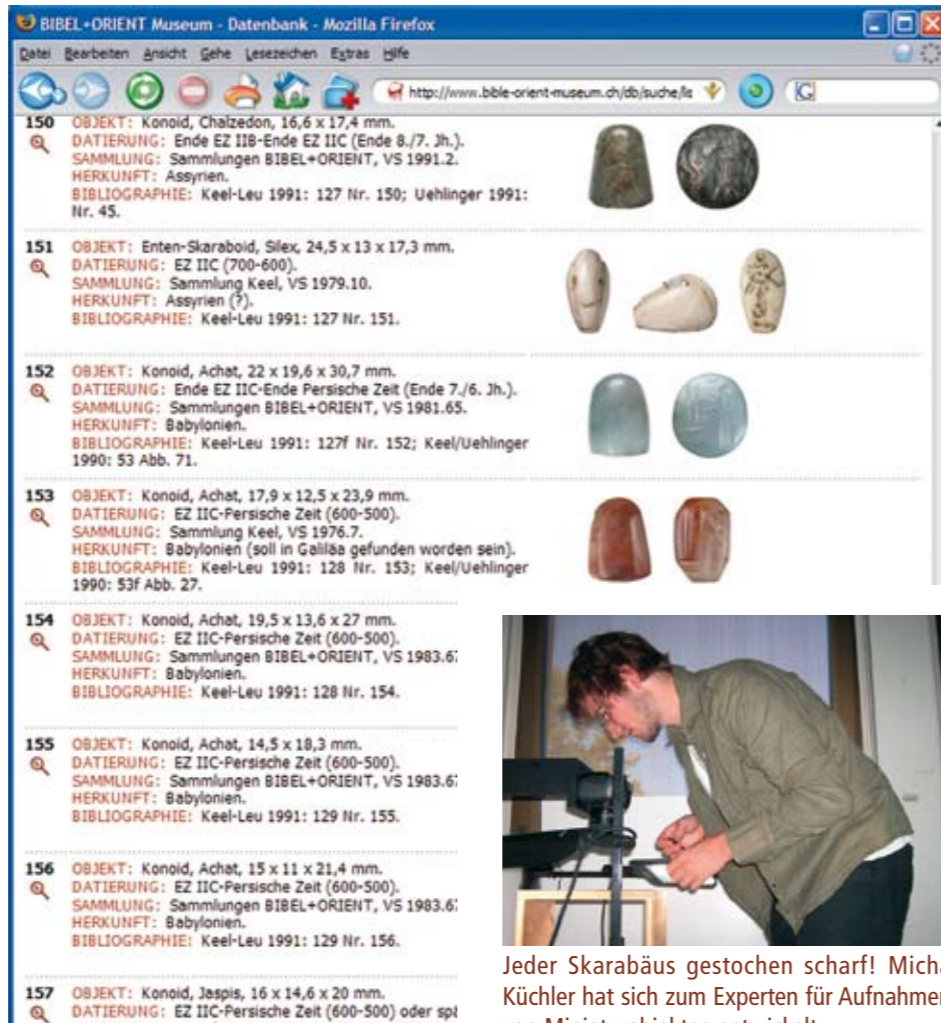 BIBEL+ORIENT Museum - Datenbank - Mozilla Firefox
Datei Bearbeiten Ansicht Gehe Lesezeichen Extras Hilfe
http://www.bible-orient-museum.ch/db/suche/le
G
150 OBJEKT: Konoid, Chalzedon, 16,6 x 17,4 mm.
DATIERUNG: Ende EZ IIB-Ende EZ IIC (Ende 8./7. Jh.).
SAMMLUNG: Sammlungen BIBEL+ORIENT, VS 1991.2.
HERKUNFT: Assyrien.
BIBLIOGRAPHIE: Keel-Leu 1991: 127 Nr. 150; Uehlinger 1991:
Nr. 45.
151 OBJEKT: Enten-Skaraboid, Silex, 24,5 x 13 x 17,3 mm.
DATIERUNG: EZ IIC (700-600).
SAMMLUNG: Sammlung Keel, VS 1979.10.
HERKUNFT: Assyrien (?).
BIBLIOGRAPHIE: Keel-Leu 1991: 127 Nr. 151.
152 OBJEKT: Konoid, Achat, 22 x 19,6 x 30,7 mm.
DATIERUNG: Ende EZ IIC-Ende Persische Zeit (Ende 7./6. Jh.).
SAMMLUNG: Sammlungen BIBEL+ORIENT, VS 1981.65.
HERKUNFT: Babylonien.
BIBLIOGRAPHIE: Keel-Leu 1991: 127f Nr. 152; Keel/Uehlinger
1990: 53 Abb. 71.
153 OBJEKT: Konoid, Achat, 17,9 x 12,5 x 23,9 mm.
DATIERUNG: EZ IIC-Persische Zeit (600-500).
SAMMLUNG: Sammlung Keel, VS 1976.7.
HERKUNFT: Babylonien (soll in Galiläa gefunden worden sein).
BIBLIOGRAPHIE: Keel-Leu 1991: 128 Nr. 153; Keel/Uehlinger
1990: 53f Abb. 27.
154 OBJEKT: Konoid, Achat, 19,5 x 13,6 x 27 mm.
DATIERUNG: EZ IIC-Persische Zeit (600-500).
SAMMLUNG: Sammlungen BIBEL+ORIENT, VS 1983.6
HERKUNFT: Babylonien.
BIBLIOGRAPHIE: Keel-Leu 1991: 128 Nr. 154.
155 OBJEKT: Konoid, Achat, 14,5 x 18,3 mm.
DATIERUNG: EZ IIC-Persische Zeit (600-500).
SAMMLUNG: Sammlungen BIBEL+ORIENT, VS 1983.6
HERKUNFT: Babylonien.
BIBLIOGRAPHIE: Keel-Leu 1991: 129 Nr. 155.
156 OBJEKT: Konoid, Achat, 15 x 11 x 21,4 mm.
DATIERUNG: EZ IIC-Persische Zeit (600-500).
SAMMLUNG: Sammlungen BIBEL+ORIENT, VS 1983.6
HERKUNFT: Babylonien.
BIBLIOGRAPHIE: Keel-Leu 1991: 129 Nr. 156.
157 OBJEKT: Konoid, Jaspis, 16 x 14,6 x 20 mm.
DATIERUNG: EZ IIC-Persische Zeit (600-500) oder spä
Jeder Skarabäus gestochen scharf! Micha
Küchler hat sich zum Experten für Aufnahmen